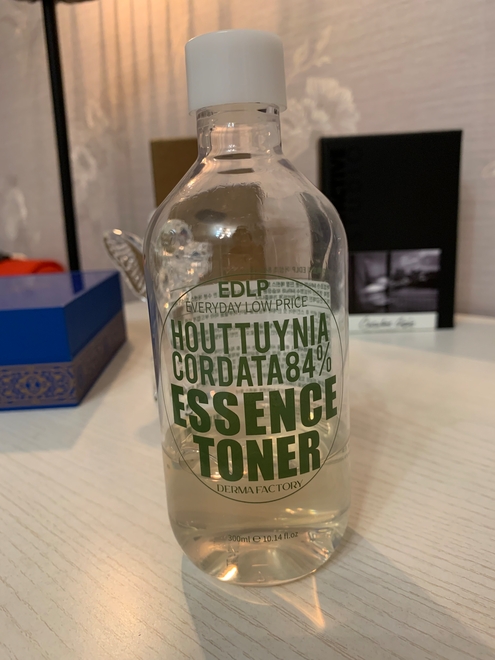 EDLP
EVERYDAY LOW PRICE
HOUTTUYNIA
CORDATA84%
ESSENCE
TONER
DERMA FACTORY
300ml ℮ 10.14 fl.oz